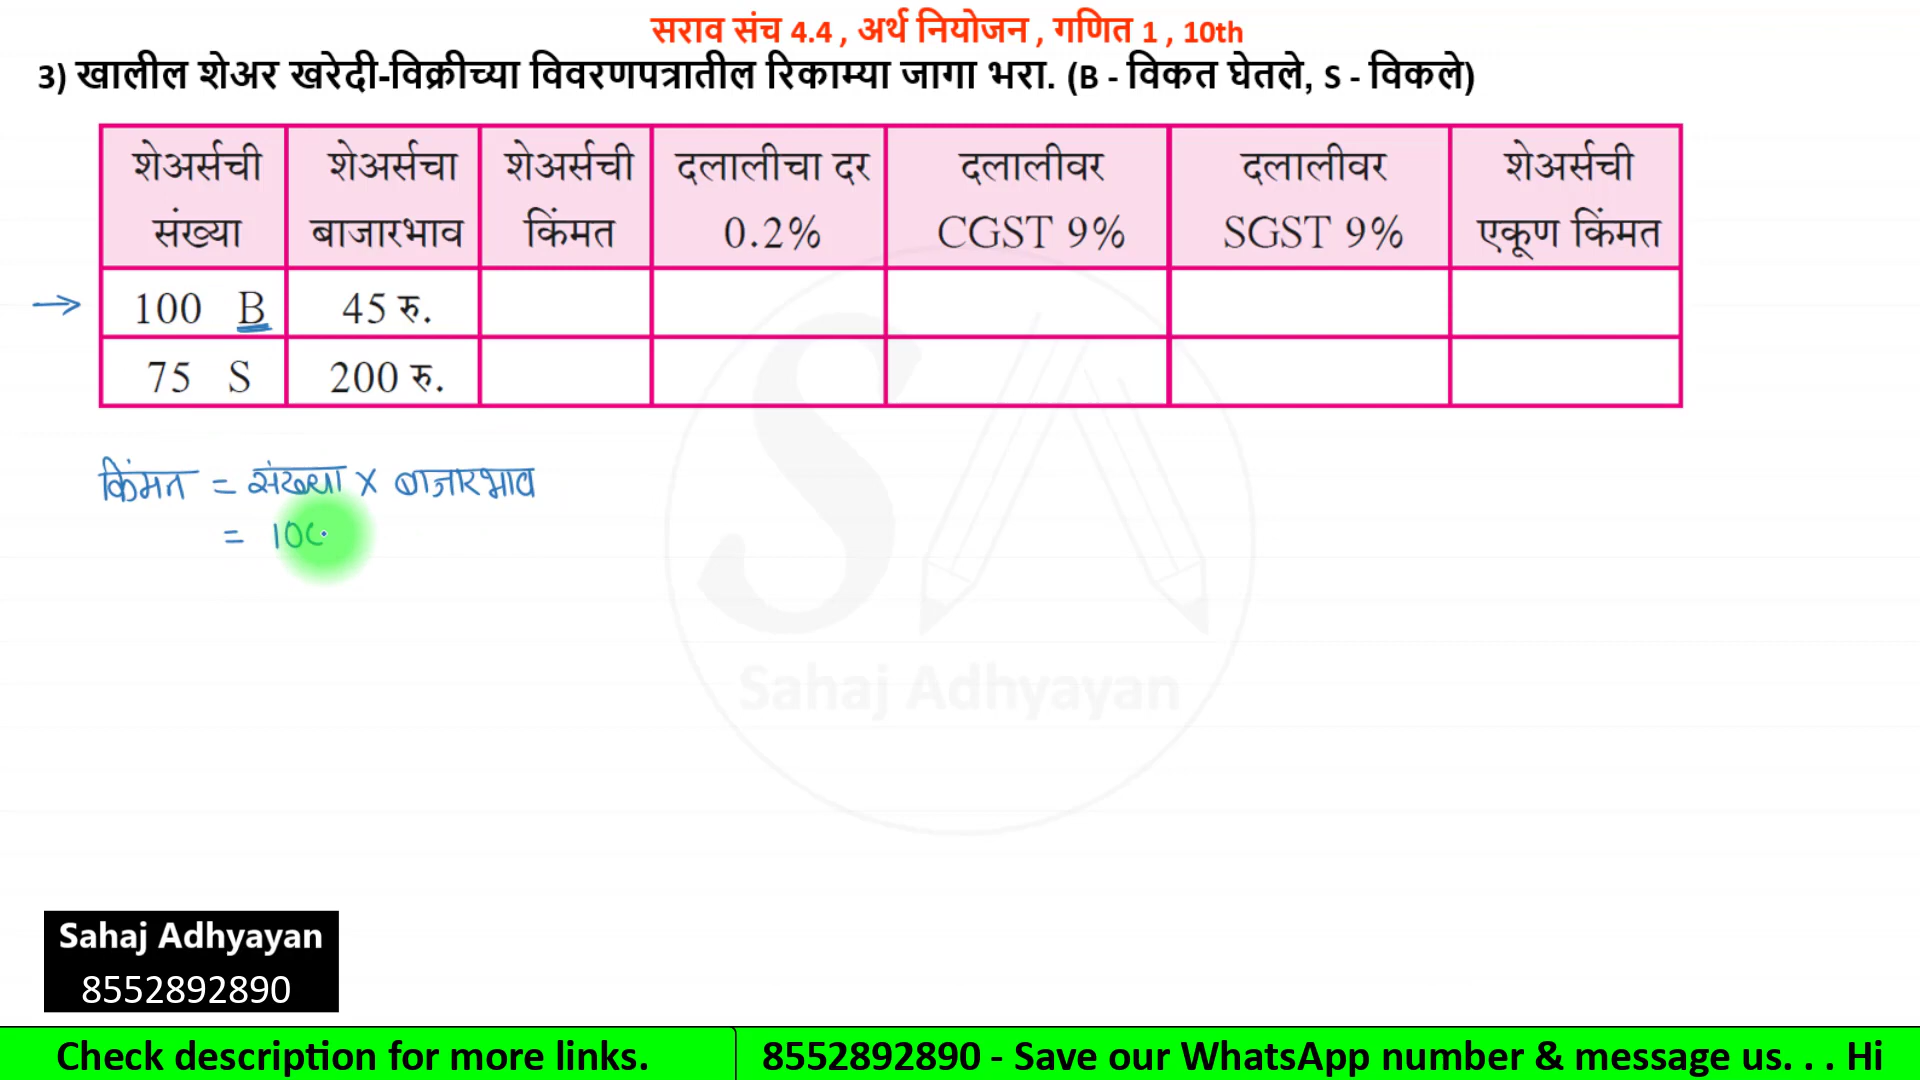 सराव संच 4.4 , अर्थ नियोजन , गणित 1 , 10th
3) खालील शेअर खरेदी-विक्रीच्या विवरणपत्रातील रिकाम्या जागा भरा. (B - विकत घेतले, S - विकले)
शेअर्सची संख्या शेअर्सचा बाजारभाव शेअर्सची किंमत दलालीचा दर 0.2% दलालीवर CGST 9% दलालीवर SGST 9% शेअर्सची एकूण किंमत
100 B 45 रु.
75 S 200 रु.
किंमत = संख्या × बाजारभाव
= 100
Sahaj Adhyayan
Sahaj Adhyayan
8552892890
Check description for more links. 8552892890 - Save our WhatsApp number & message us. . . Hi